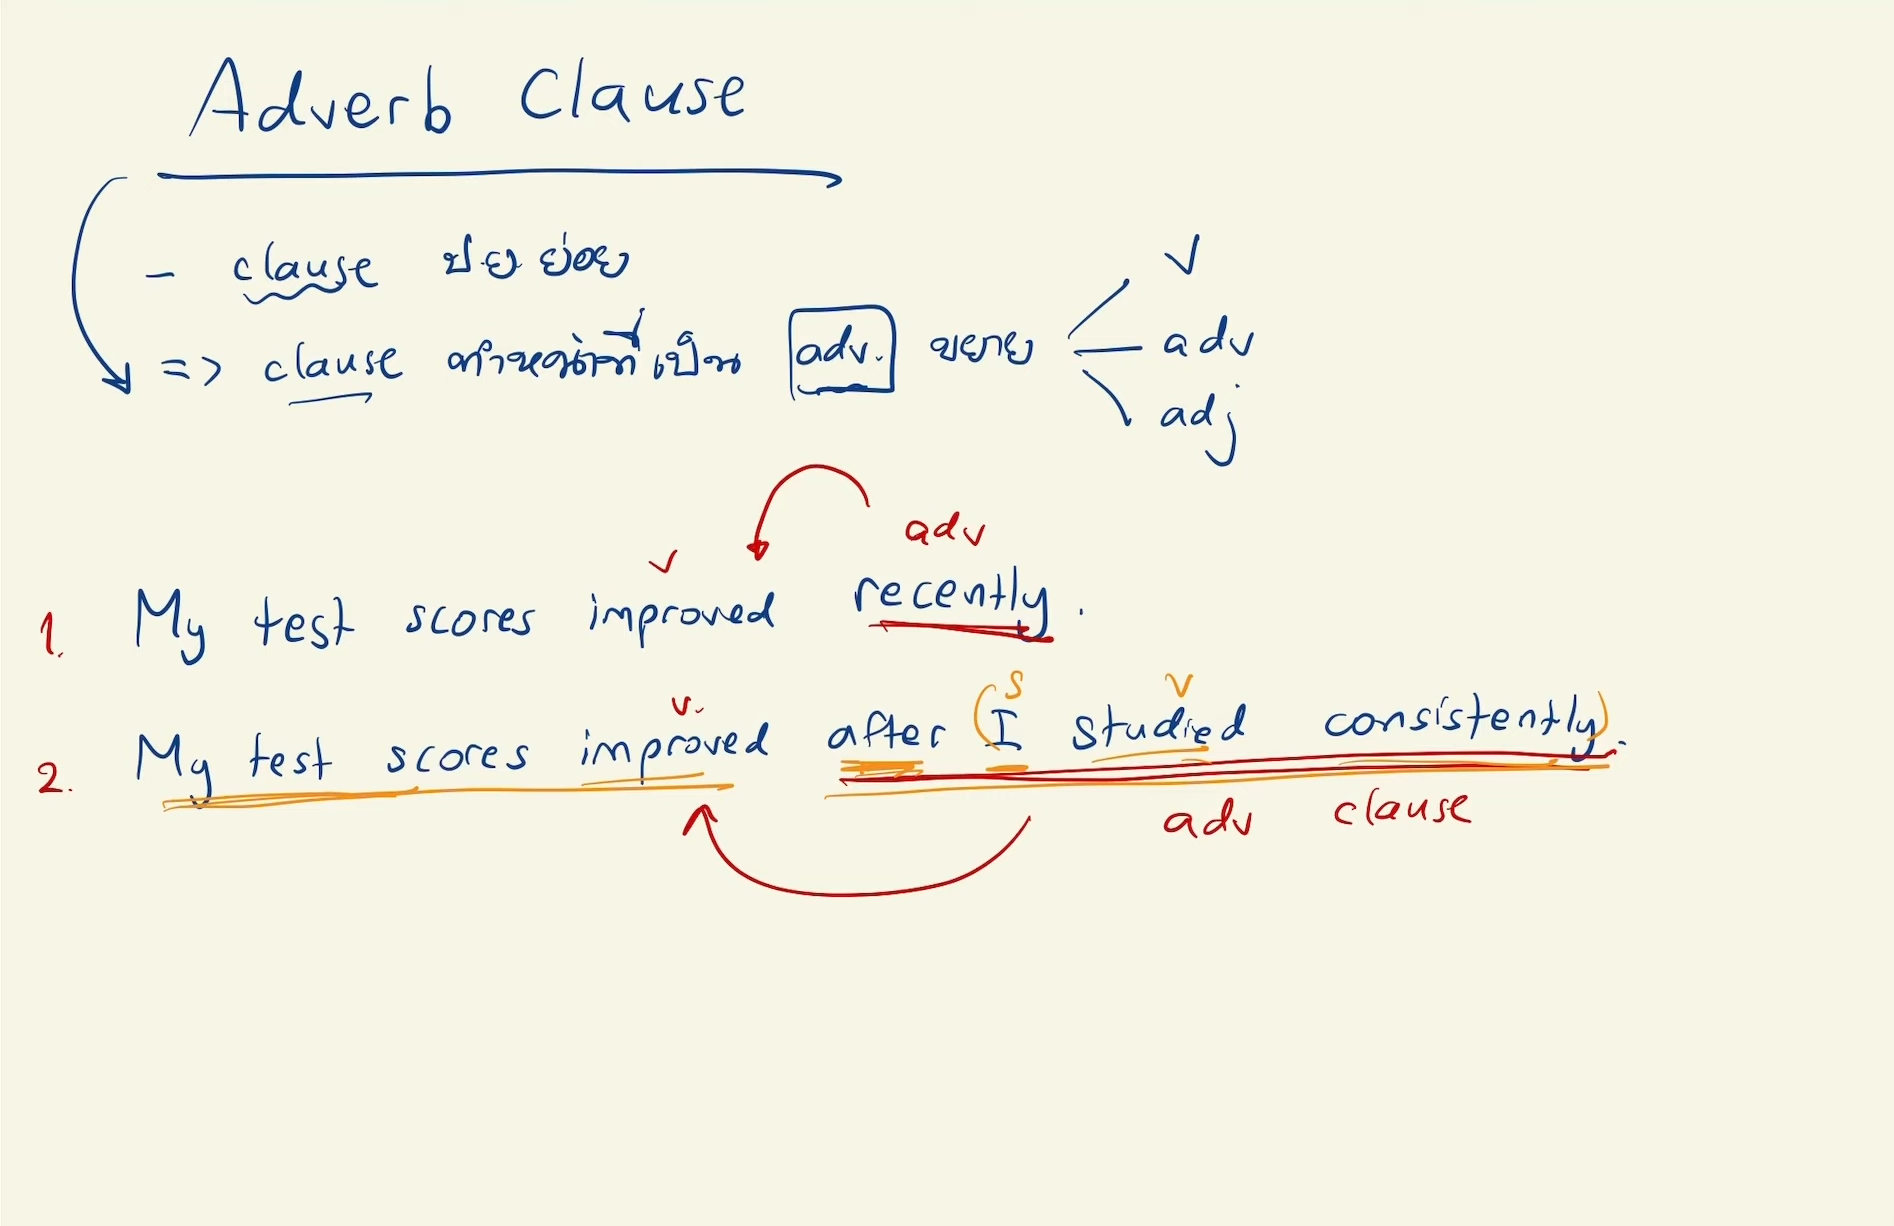 Adverb Clause
- clause ปย ย่อย
=> clause ทำหน้าที่เป็น adv. ขยาย
v
adv
adj
v adv
1. My test scores improved recently.
v. S V
2. My test scores improved after (I studied consistently).
adv clause